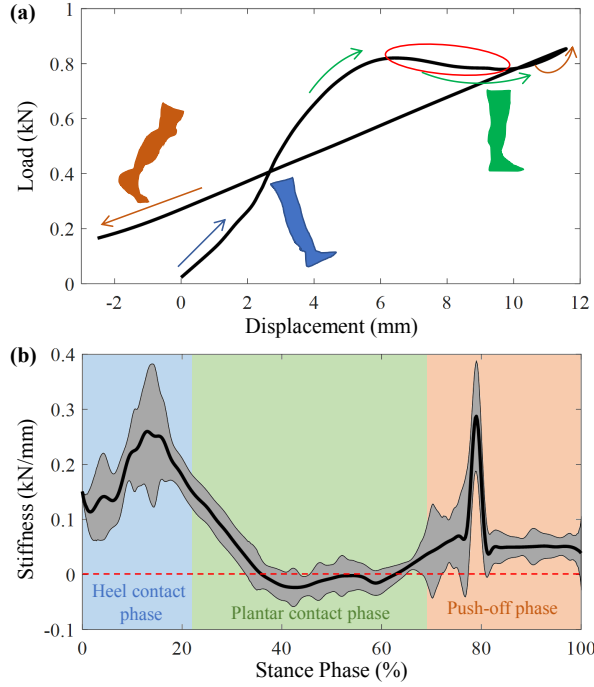 (a)
1
0.8
0.6
0.4
0.2
0
Load (kN)
-2 0 2 4 6 8 10 12
Displacement (mm)
(b)
0.4
0.3
0.2
0.1
0
-0.1
Stiffness (kN/mm)
Heel contact
phase
Plantar contact phase
Push-off phase
0 20 40 60 80 100
Stance Phase (%)